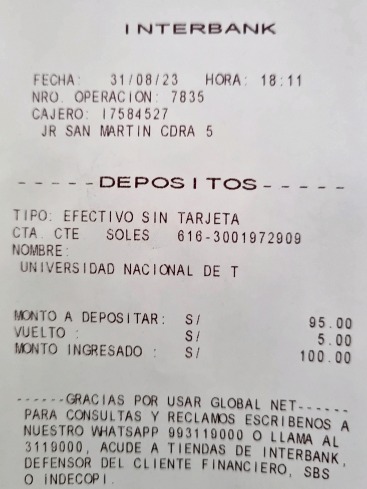 INTERBANK
FECHA: 31/08/23 HORA: 18:11
NRO. OPERACION: 7835
CAJERO: I7584527
JR SAN MARTIN CDRA 5
-----DEPOSITOS-----
TIPO: EFECTIVO SIN TARJETA
CTA. CTE SOLES 616-3001972909
NOMBRE:
UNIVERSIDAD NACIONAL DE T
MONTO A DEPOSITAR: S/ 95.00
VUELTO : S/ 5.00
MONTO INGRESADO : S/ 100.00
------GRACIAS POR USAR GLOBAL NET------
PARA CONSULTAS Y RECLAMOS ESCRIBENOS A
NUESTRO WHATSAPP 993119000 O LLAMA AL
3119000, ACUDE A TIENDAS DE INTERBANK,
DEFENSOR DEL CLIENTE FINANCIERO, SBS
O INDECOPI.